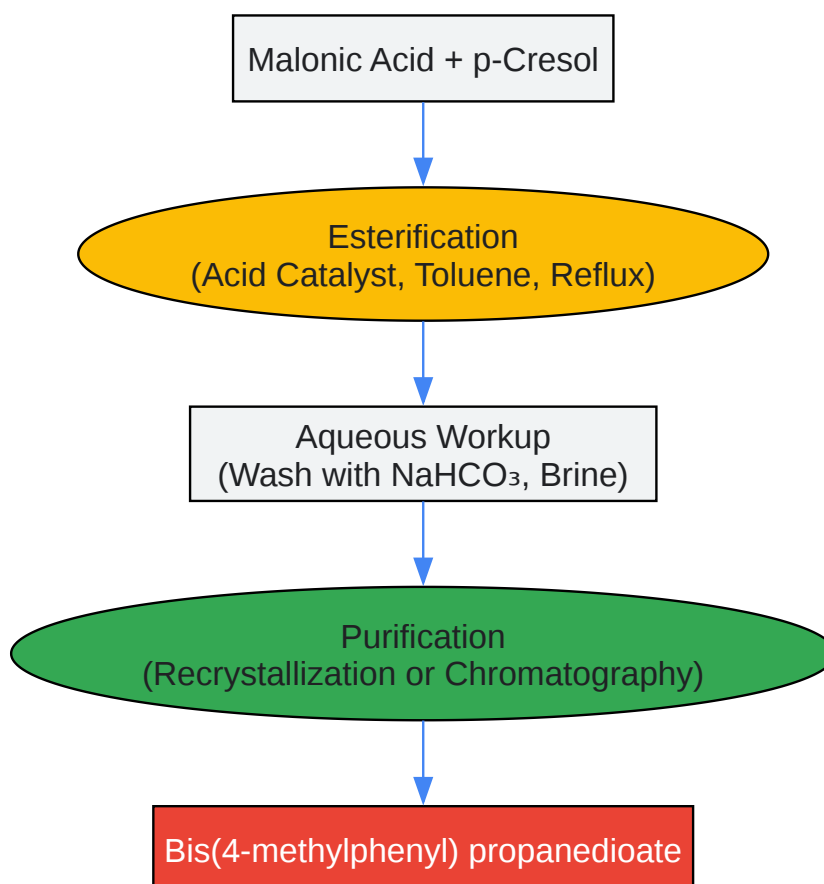 Malonic Acid + p-Cresol
Esterification
(Acid Catalyst, Toluene, Reflux)
Aqueous Workup
(Wash with NaHCO₃, Brine)
Purification
(Recrystallization or Chromatography)
Bis(4-methylphenyl) propanedioate